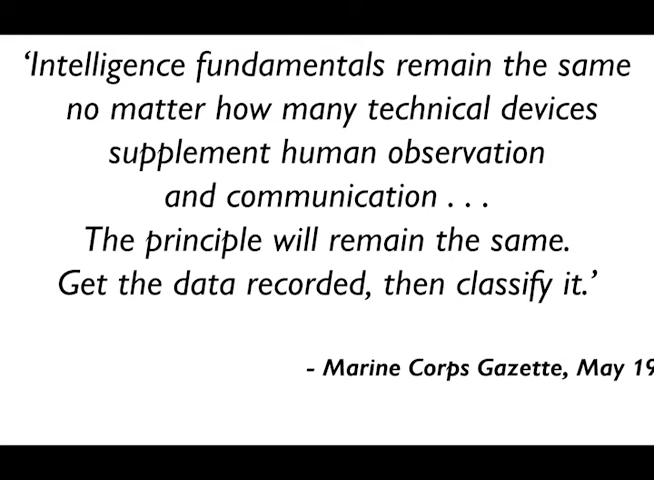 ‘Intelligence fundamentals remain the same
no matter how many technical devices
supplement human observation
and communication . . .
The principle will remain the same.
Get the data recorded, then classify it.’
- Marine Corps Gazette, May 19